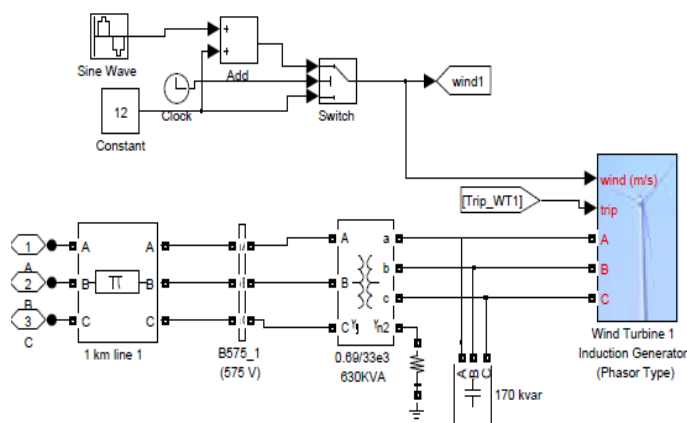 Sine Wave
+
+
Add
Clock
12
Constant
Switch
wind1
wind (m/s)
[Trip_WT1]
trip
1
A
2
B
3
C
A
A
B
B
C
C
1 km line 1
B575_1
(575 V)
A
a
B
b
C
c
n2
0.69/33e3
630KVA
A
B
C
170 kvar
A
B
C
Wind Turbine 1
Induction Generator
(Phasor Type)